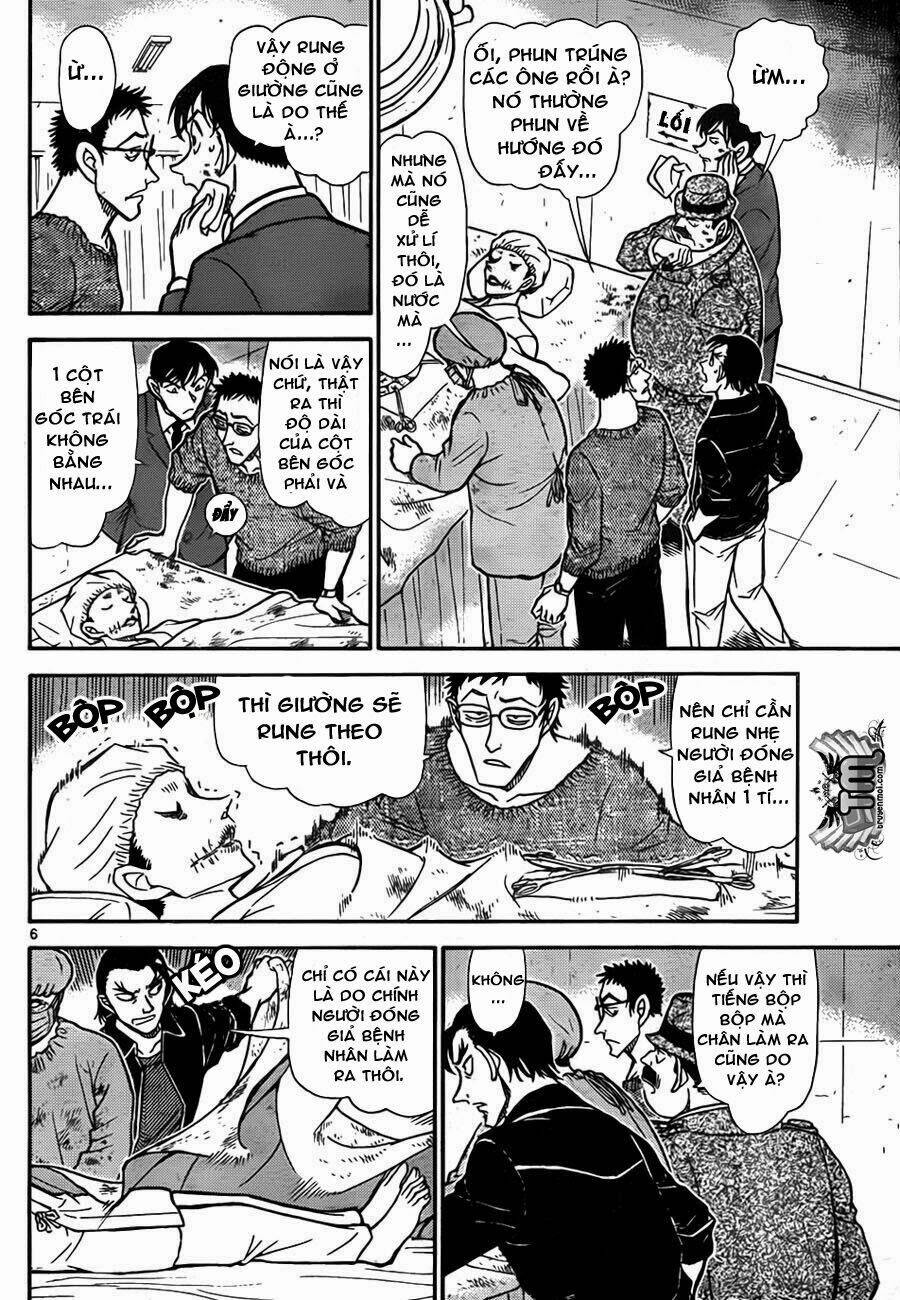 Ừ...
VẬY RUNG
ĐỘNG Ở
GIƯỜNG CŨNG
LÀ DO THẾ
À...?
ỐI, PHUN TRÚNG
CÁC ÔNG RỒI À?
NÓ THƯỜNG
PHUN VỀ
HƯỚNG ĐÓ
ĐẤY...
ỪM...
LỐI
NHƯNG
MÀ NÓ
CŨNG
DỄ
XỬ LÍ
THÔI,
ĐÓ LÀ
NƯỚC
MÀ
...
1 CỘT
BÊN
GÓC TRÁI
KHÔNG
BẰNG
NHAU...
NÓI LÀ VẬY
CHỨ, THẬT
RA THÌ
ĐỘ DÀI
CỦA CỘT
BÊN GÓC
PHẢI VÀ
ĐẨY
BỘP
BỘP
THÌ GIƯỜNG SẼ
RUNG THEO
THÔI.
BỘP
NÊN CHỈ CẦN
RUNG NHẸ
NGƯỜI ĐÓNG
GIẢ BỆNH
NHÂN 1 TÍ...
TM
truyenmoi.com
6
KÉO
CHỈ CÓ CÁI NÀY
LÀ DO CHÍNH
NGƯỜI ĐÓNG
GIẢ BỆNH
NHÂN LÀM
RA THÔI.
KHÔNG
...
NẾU VẬY THÌ
TIẾNG BỘP
BỘP MÀ
CHÂN LÀM RA
CŨNG DO
VẬY À?